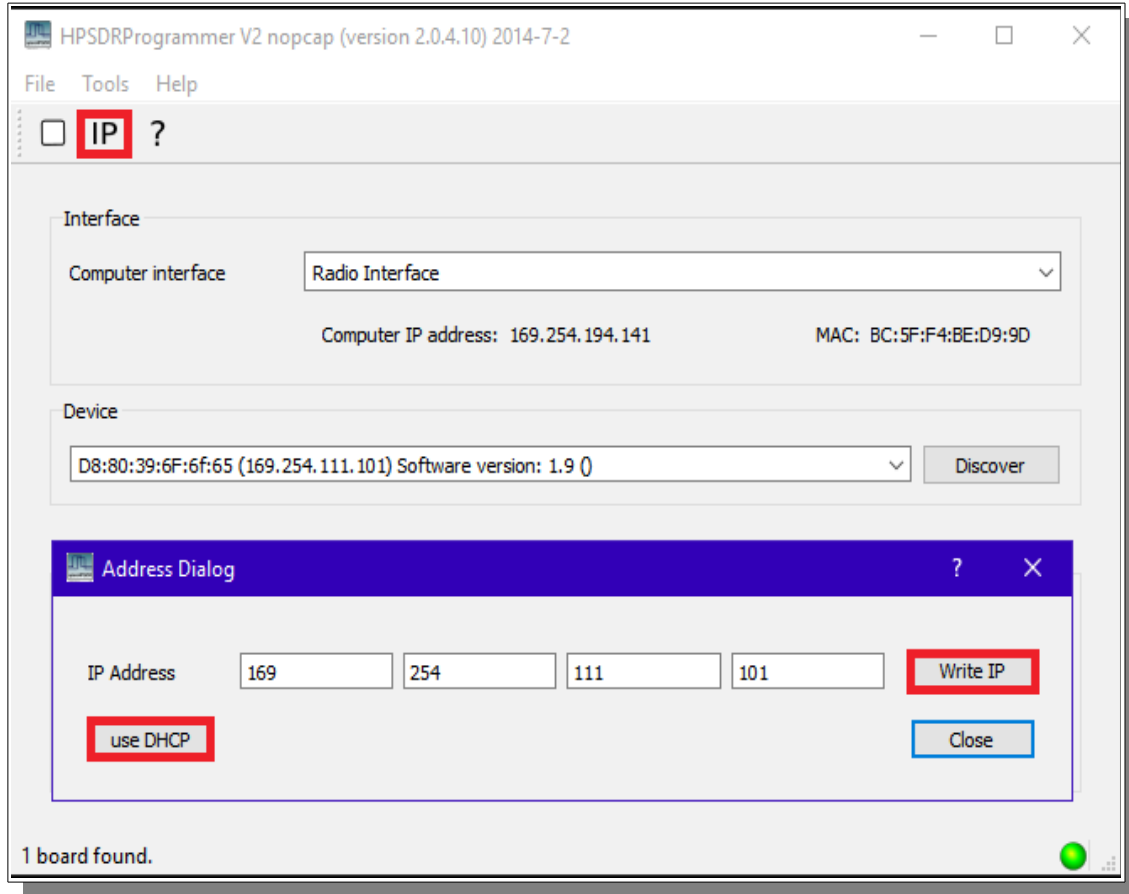 HPSDRProgrammer V2 nopcap (version 2.0.4.10) 2014-7-2
File Tools Help
IP ?
Interface
Computer interface Radio Interface
Computer IP address: 169.254.194.141 MAC: BC:5F:F4:BE:D9:9D
Device
D8:80:39:6F:6f:65 (169.254.111.101) Software version: 1.9 () Discover
Address Dialog ?
IP Address 169 254 111 101 Write IP
use DHCP Close
1 board found.